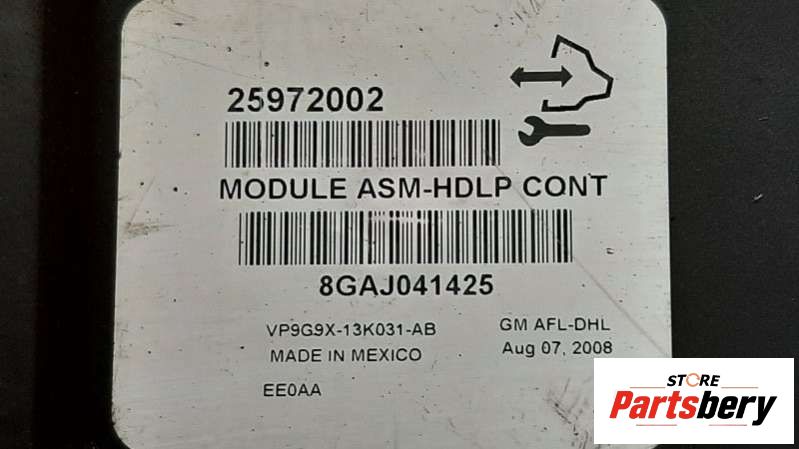 25972002
MODULE ASM-HDLP CONT
8GAJ041425
VP9G9X-13K031-AB GM AFL-DHL
MADE IN MEXICO Aug 07, 2008
EE0AA
STORE
Partsbery